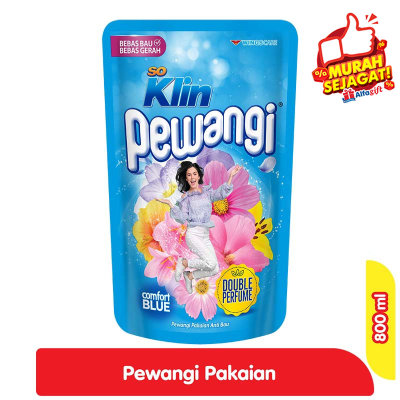 BEBAS BAU
BEBAS GERAH
WINGS CARE
SO
Klin
Pewangi
MURAH
SEJAGAT!
Alfagift
DOUBLE
PERFUME
comfort
BLUE
Pewangi Pakaian Anti Bau
800 ml
Pewangi Pakaian